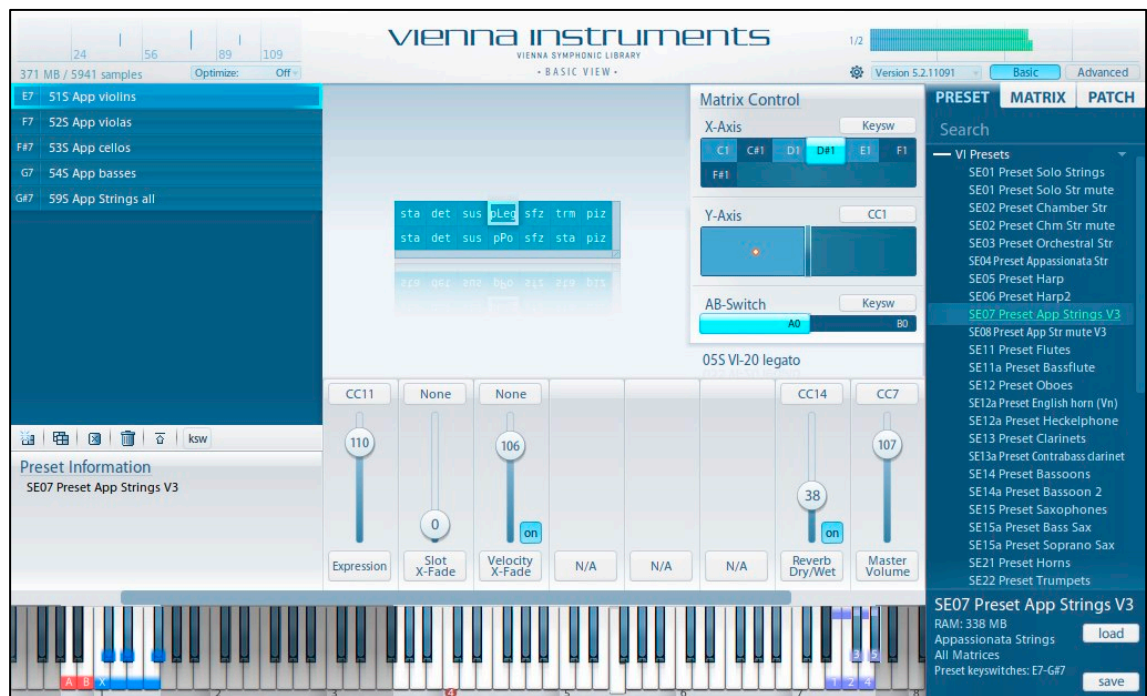 24 56 89 109
371 MB / 5941 samples Optimize: Off
vienna instruments
VIENNA SYMPHONIC LIBRARY
• BASIC VIEW •
1/2
Version 5.2.11091 Basic Advanced
E7 51S App violins
F7 52S App violas
F#7 53S App cellos
G7 54S App basses
G#7 59S App Strings all
ksw
Preset Information
SE07 Preset App Strings V3
sta det sus pLeg sfz trm piz
sta det sus pPo sfz sta piz
Matrix Control
X-Axis Keysw
C1 C#1 D1 D#1 E1 F1
F#1
Y-Axis CC1
AB-Switch Keysw
A0 B0
05S VI-20 legato
CC11 None None CC14 CC7
110 0 106 38 107
on on
Expression Slot X-Fade Velocity X-Fade N/A N/A N/A Reverb Dry/Wet Master Volume
PRESET MATRIX PATCH
Search
VI Presets
SE01 Preset Solo Strings
SE01 Preset Solo Str mute
SE02 Preset Chamber Str
SE02 Preset Chm Str mute
SE03 Preset Orchestral Str
SE04 Preset Appassionata Str
SE05 Preset Harp
SE06 Preset Harp2
SE07 Preset App Strings V3
SE08 Preset App Str mute V3
SE11 Preset Flutes
SE11a Preset Bassflute
SE12 Preset Oboes
SE12a Preset English horn (Vn)
SE12a Preset Heckelphone
SE13 Preset Clarinets
SE13a Preset Contrabass clarinet
SE14 Preset Bassoons
SE14a Preset Bassoon 2
SE15 Preset Saxophones
SE15a Preset Bass Sax
SE15a Preset Soprano Sax
SE21 Preset Horns
SE22 Preset Trumpets
SE07 Preset App Strings V3
RAM: 338 MB
Appassionata Strings load
All Matrices
Preset keyswitches: E7-G#7
save
3 5
A B X 1 2 4
1 2 3 4 5 6 7 8